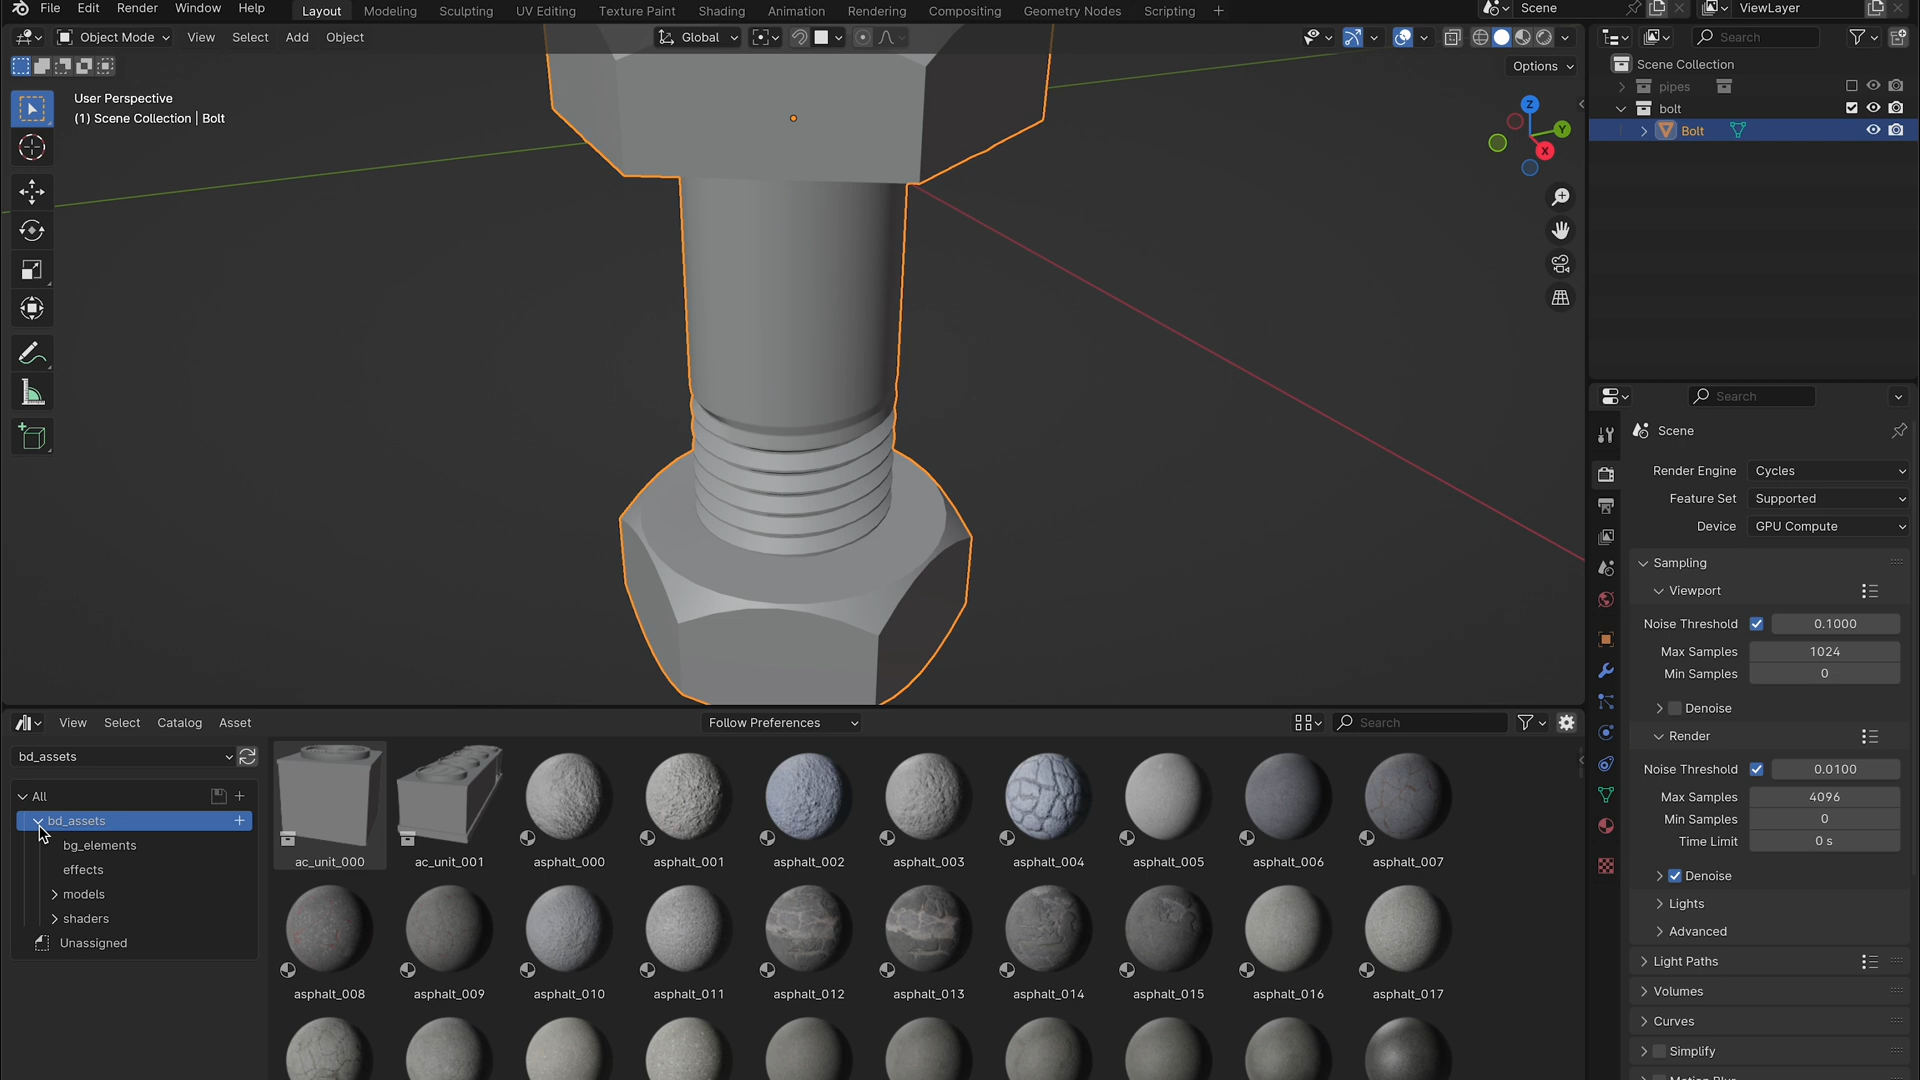 File Edit Render Window Help Layout Modeling Sculpting UV Editing Texture Paint Shading Animation Rendering Compositing Geometry Nodes Scripting + Scene ViewLayer
Object Mode View Select Add Object Global Search
Options
User Perspective
(1) Scene Collection | Bolt
Z
Y
X
Scene Collection
pipes
bolt
Bolt
Search
Scene
Render Engine Cycles
Feature Set Supported
Device GPU Compute
Sampling
Viewport
Noise Threshold 0.1000
Max Samples 1024
Min Samples 0
Denoise
Render
Noise Threshold 0.0100
Max Samples 4096
Min Samples 0
Time Limit 0 s
Denoise
Lights
Advanced
Light Paths
Volumes
Curves
Simplify
View Select Catalog Asset Follow Preferences Search
bd_assets
All
bd_assets
bg_elements
effects
models
shaders
Unassigned
ac_unit_000 ac_unit_001 asphalt_000 asphalt_001 asphalt_002 asphalt_003 asphalt_004 asphalt_005 asphalt_006 asphalt_007
asphalt_008 asphalt_009 asphalt_010 asphalt_011 asphalt_012 asphalt_013 asphalt_014 asphalt_015 asphalt_016 asphalt_017